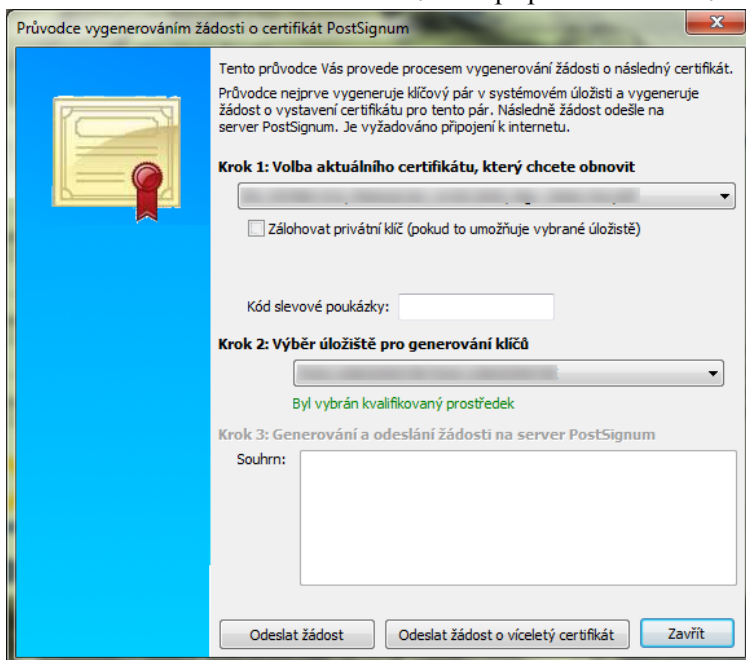 Průvodce vygenerováním žádosti o certifikát PostSignum
Tento průvodce Vás provede procesem vygenerování žádosti o následný certifikát.
Průvodce nejprve vygeneruje klíčový pár v systémovém úložisti a vygeneruje
žádost o vystavení certifikátu pro tento pár. Následně žádost odešle na
server PostSignum. Je vyžadováno připojení k internetu.
Krok 1: Volba aktuálního certifikátu, který chcete obnovit
Zálohovat privátní klíč (pokud to umožňuje vybrané úložistě)
Kód slevové poukázky:
Krok 2: Výběr úložiště pro generování klíčů
Byl vybrán kvalifikovaný prostředek
Krok 3: Generování a odeslání žádosti na server PostSignum
Souhrn:
Odeslat žádost
Odeslat žádost o víceletý certifikát
Zavřít